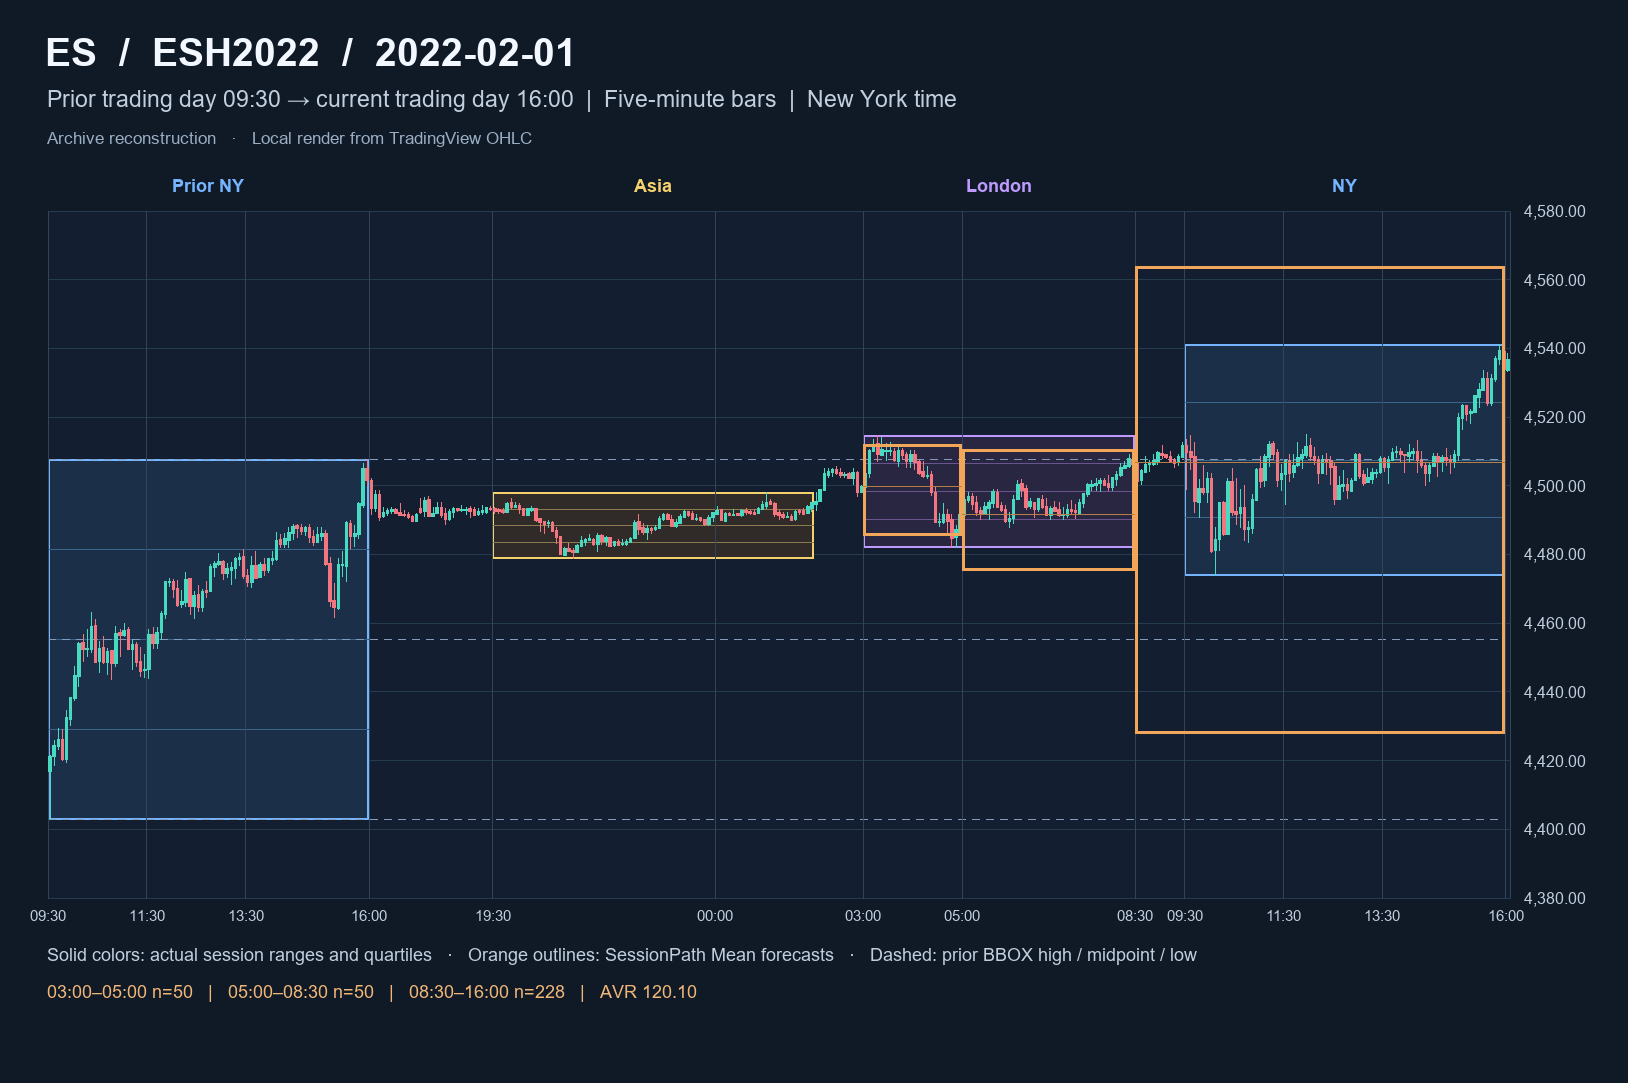 ES / ESH2022 / 2022-02-01
Prior trading day 09:30 → current trading day 16:00 | Five-minute bars | New York time
Archive reconstruction · Local render from TradingView OHLC
Prior NY Asia London NY
4,580.00
4,560.00
4,540.00
4,520.00
4,500.00
4,480.00
4,460.00
4,440.00
4,420.00
4,400.00
4,380.00
09:30 11:30 13:30 16:00 19:30 00:00 03:00 05:00 08:30 09:30 11:30 13:30 16:00
Solid colors: actual session ranges and quartiles · Orange outlines: SessionPath Mean forecasts · Dashed: prior BBOX high / midpoint / low
03:00–05:00 n=50 | 05:00–08:30 n=50 | 08:30–16:00 n=228 | AVR 120.10